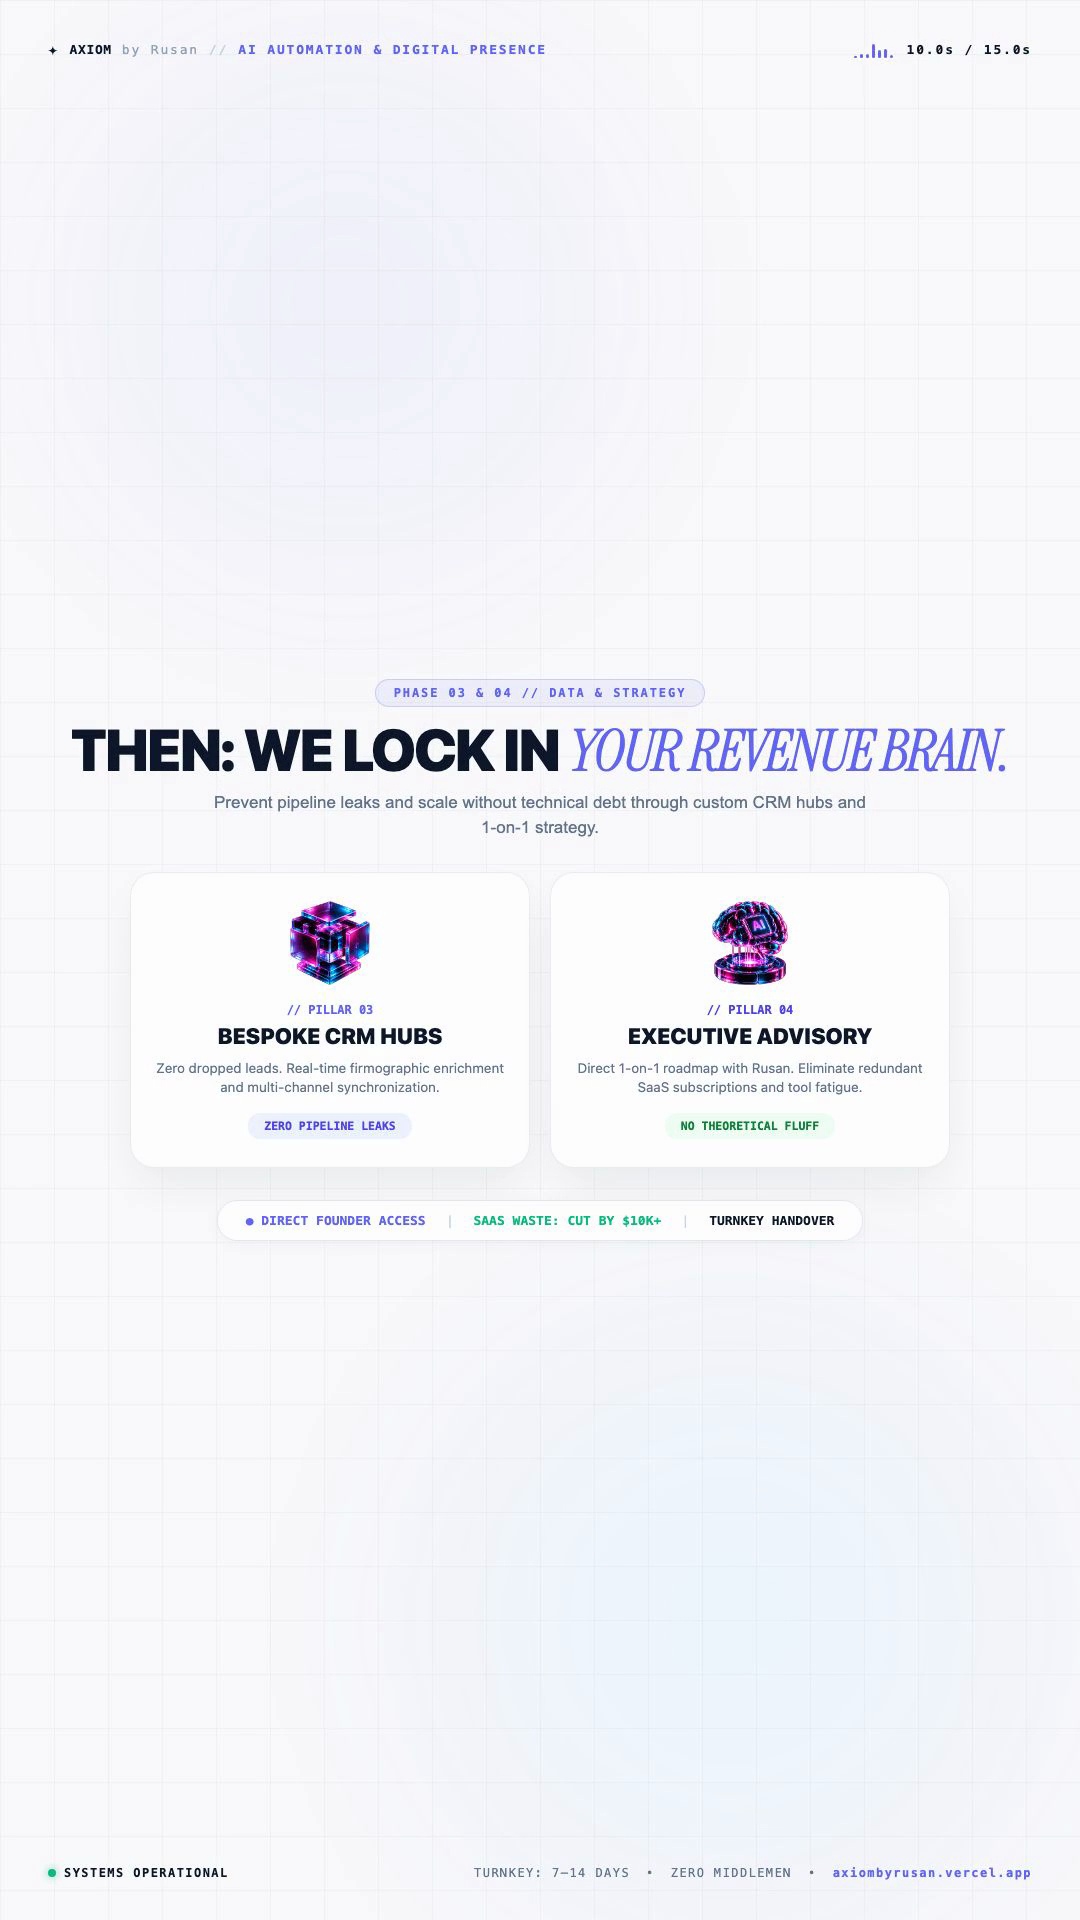 ✦ AXIOM by Rusan // AI AUTOMATION & DIGITAL PRESENCE
10.0s / 15.0s
PHASE 03 & 04 // DATA & STRATEGY
THEN: WE LOCK IN YOUR REVENUE BRAIN.
Prevent pipeline leaks and scale without technical debt through custom CRM hubs and
1-on-1 strategy.
// PILLAR 03
BESPOKE CRM HUBS
Zero dropped leads. Real-time firmographic enrichment
and multi-channel synchronization.
ZERO PIPELINE LEAKS
AI
// PILLAR 04
EXECUTIVE ADVISORY
Direct 1-on-1 roadmap with Rusan. Eliminate redundant
SaaS subscriptions and tool fatigue.
NO THEORETICAL FLUFF
● DIRECT FOUNDER ACCESS | SAAS WASTE: CUT BY $10K+ | TURNKEY HANDOVER
SYSTEMS OPERATIONAL
TURNKEY: 7–14 DAYS • ZERO MIDDLEMEN • axiombyrusan.vercel.app